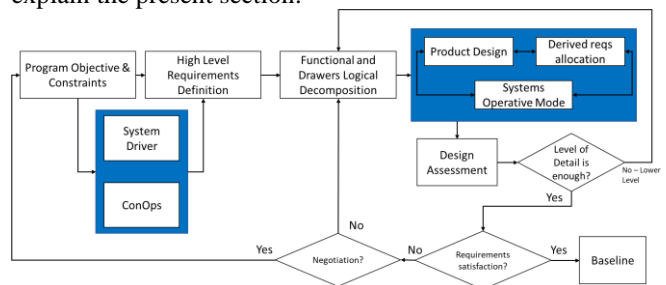 explain the present section.
Program Objective &
Constraints
High Level
Requirements
Definition
Functional and
Drawers Logical
Decomposition
Product Design
Derived reqs
allocation
Systems
Operative Mode
System
Driver
ConOps
Design
Assessment
Level of
Detail is
enough?
No – Lower
Level
Yes
No
Yes
Negotiation?
No
Requirements
satisfaction?
Yes
Baseline